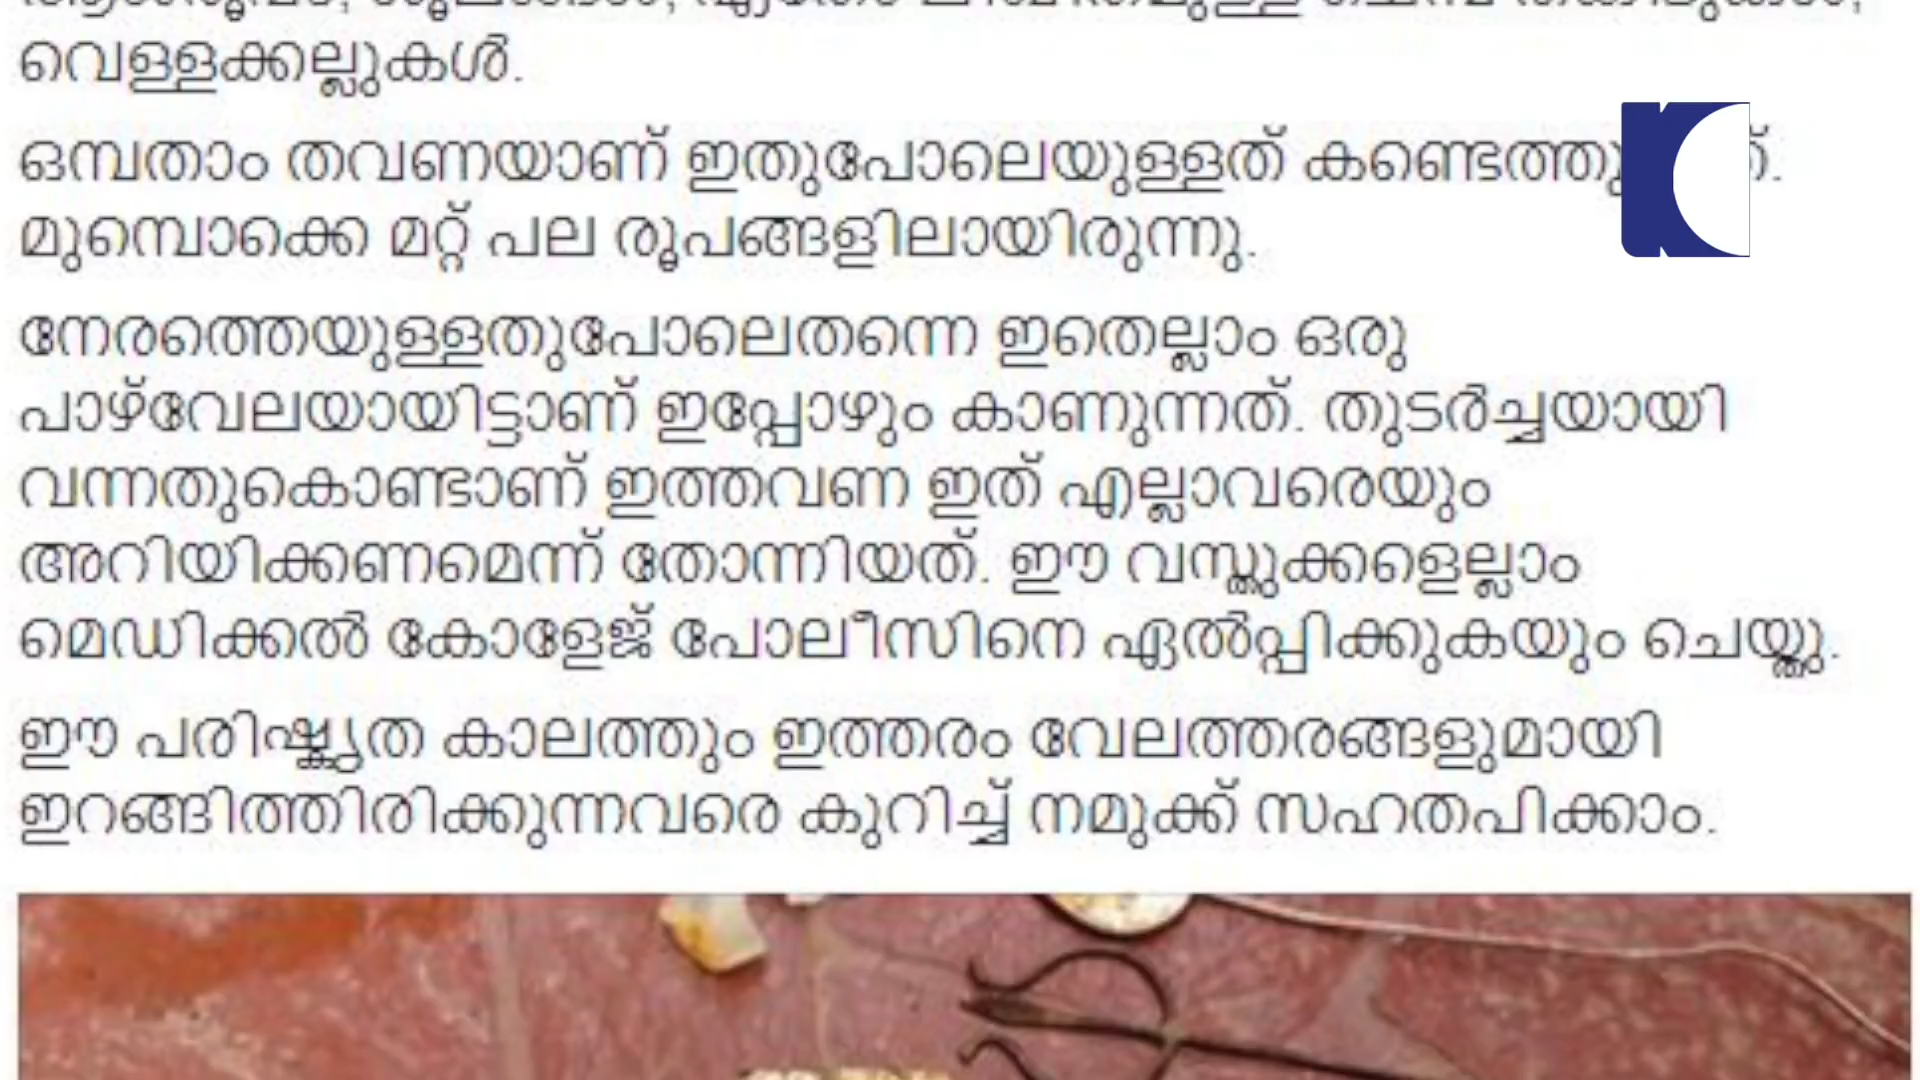 വെള്ളക്കല്ലുകൾ.
ഒമ്പതാം തവണയാണ് ഇതുപോലെയുള്ളത്
മുമ്പൊക്കെ മറ്റ് പല രൂപങ്ങളിലായിരുന്നു.
നേരത്തെയുള്ളതുപോലെതന്നെ ഇതെല്ലാം ഒരു
പാഴ്‌വേലയായിട്ടാണ് ഇപ്പോഴും കാണുന്നത്. തുടർച്ചയായി
വന്നതുകൊണ്ടാണ് ഇത്തവണ ഇത് എല്ലാവരെയും
അറിയിക്കണമെന്ന് തോന്നിയത്. ഈ വസ്തുക്കളെല്ലാം
മെഡിക്കൽ കോളേജ് പോലീസിനെ ഏൽപ്പിക്കുകയും ചെയ്തു.
ഈ പരിഷ്കൃത കാലത്തും ഇത്തരം വേലത്തരങ്ങളുമായി
ഇറങ്ങിത്തിരിക്കുന്നവരെ കുറിച്ച് നമുക്ക് സഹതപിക്കാം.